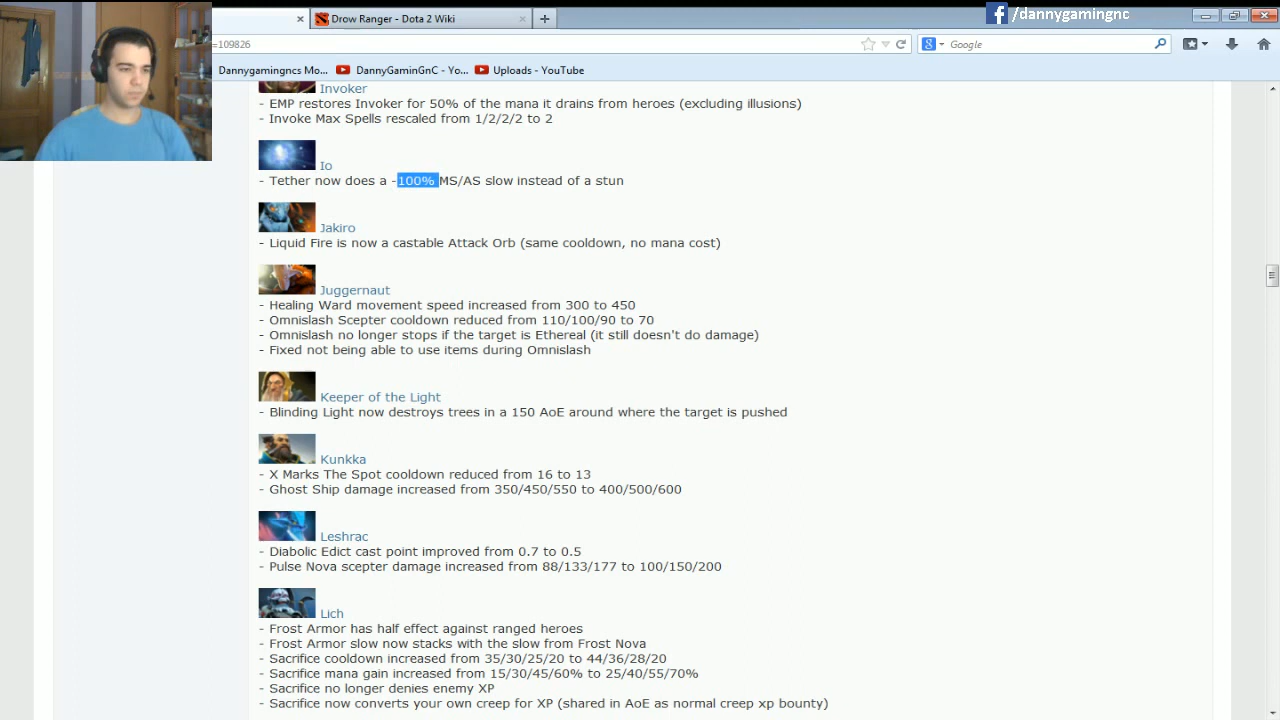 Drow Ranger - Dota 2 Wiki
/dannygamingnc
=109826
Google
Dannygamingncs Mo...
DannyGaminGnC - Yo...
Uploads - YouTube
Invoker
- EMP restores Invoker for 50% of the mana it drains from heroes (excluding illusions)
- Invoke Max Spells rescaled from 1/2/2/2 to 2
Io
- Tether now does a -100% MS/AS slow instead of a stun
Jakiro
- Liquid Fire is now a castable Attack Orb (same cooldown, no mana cost)
Juggernaut
- Healing Ward movement speed increased from 300 to 450
- Omnislash Scepter cooldown reduced from 110/100/90 to 70
- Omnislash no longer stops if the target is Ethereal (it still doesn't do damage)
- Fixed not being able to use items during Omnislash
Keeper of the Light
- Blinding Light now destroys trees in a 150 AoE around where the target is pushed
Kunkka
- X Marks The Spot cooldown reduced from 16 to 13
- Ghost Ship damage increased from 350/450/550 to 400/500/600
Leshrac
- Diabolic Edict cast point improved from 0.7 to 0.5
- Pulse Nova scepter damage increased from 88/133/177 to 100/150/200
Lich
- Frost Armor has half effect against ranged heroes
- Frost Armor slow now stacks with the slow from Frost Nova
- Sacrifice cooldown increased from 35/30/25/20 to 44/36/28/20
- Sacrifice mana gain increased from 15/30/45/60% to 25/40/55/70%
- Sacrifice no longer denies enemy XP
- Sacrifice now converts your own creep for XP (shared in AoE as normal creep xp bounty)